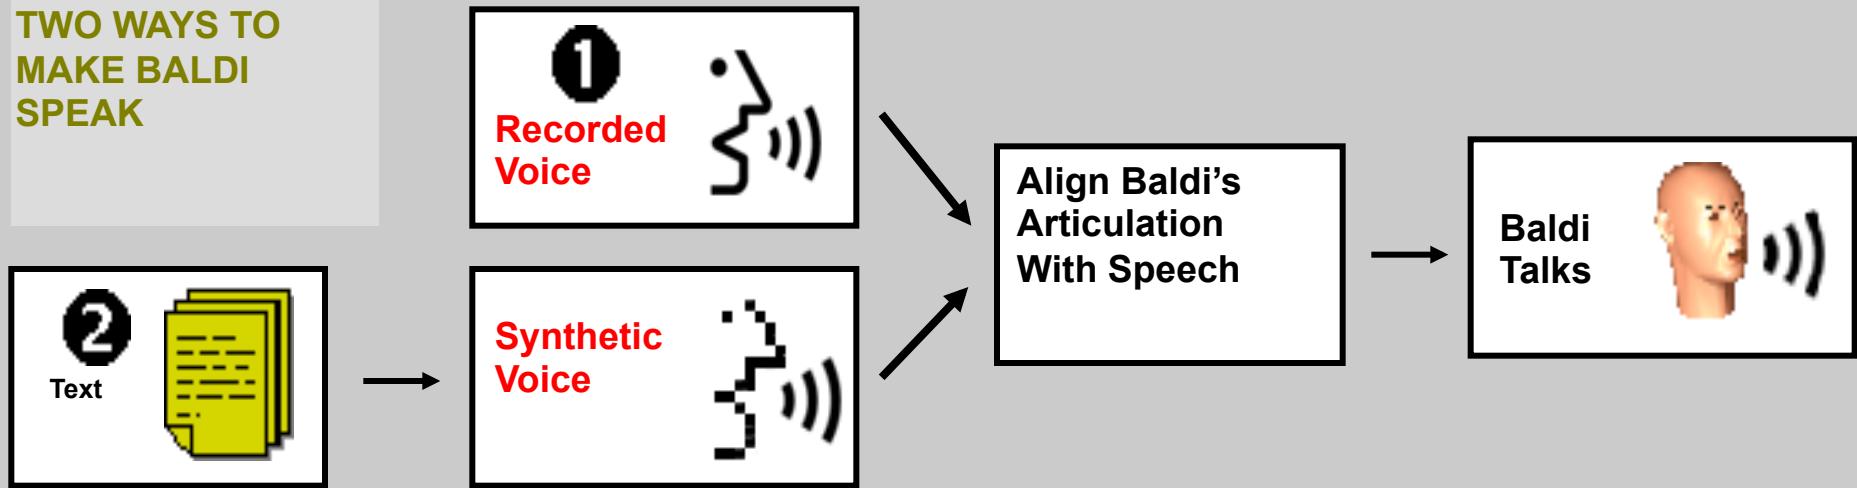 TWO WAYS TO
MAKE BALDI
SPEAK
1
Recorded
Voice
2
Text
Synthetic
Voice
Align Baldi’s
Articulation
With Speech
Baldi
Talks